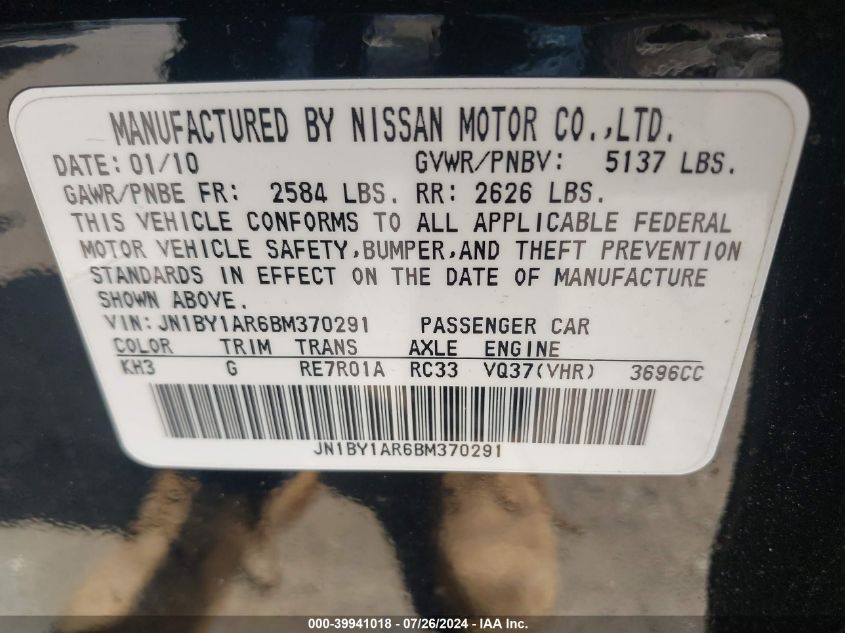 MANUFACTURED BY NISSAN MOTOR CO.,LTD.
DATE: 01/10 GVWR/PNBV: 5137 LBS.
GAWR/PNBE FR: 2584 LBS. RR: 2626 LBS.
THIS VEHICLE CONFORMS TO ALL APPLICABLE FEDERAL
MOTOR VEHICLE SAFETY,BUMPER,AND THEFT PREVENTION
STANDARDS IN EFFECT ON THE DATE OF MANUFACTURE
SHOWN ABOVE.
VIN: JN1BY1AR6BM370291 PASSENGER CAR
COLOR TRIM TRANS AXLE ENGINE
KH3 G RE7R01A RC33 VQ37(VHR) 3696CC
JN1BY1AR6BM370291
000-39941018 - 07/26/2024 - IAA Inc.